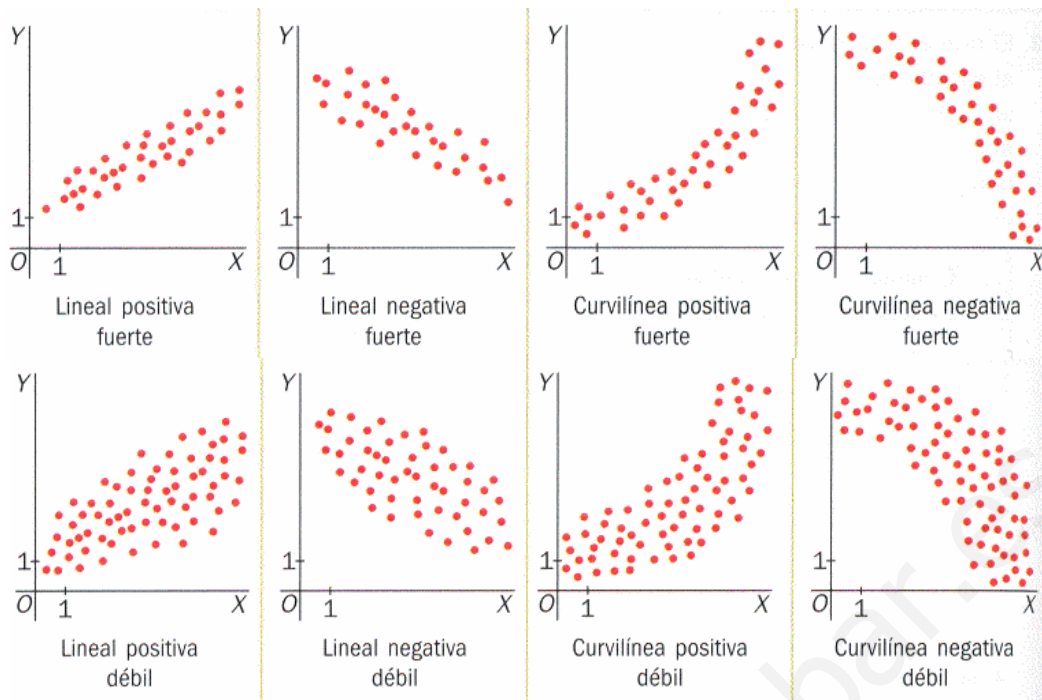 Y
1
O 1 X
Lineal positiva
fuerte
Y
1
O 1 X
Lineal negativa
fuerte
Y
1
O 1 X
Curvilínea positiva
fuerte
Y
1
O 1 X
Curvilínea negativa
fuerte
Y
1
O 1 X
Lineal positiva
débil
Y
1
O 1 X
Lineal negativa
débil
Y
1
O 1 X
Curvilínea positiva
débil
Y
1
O 1 X
Curvilínea negativa
débil
bar.es